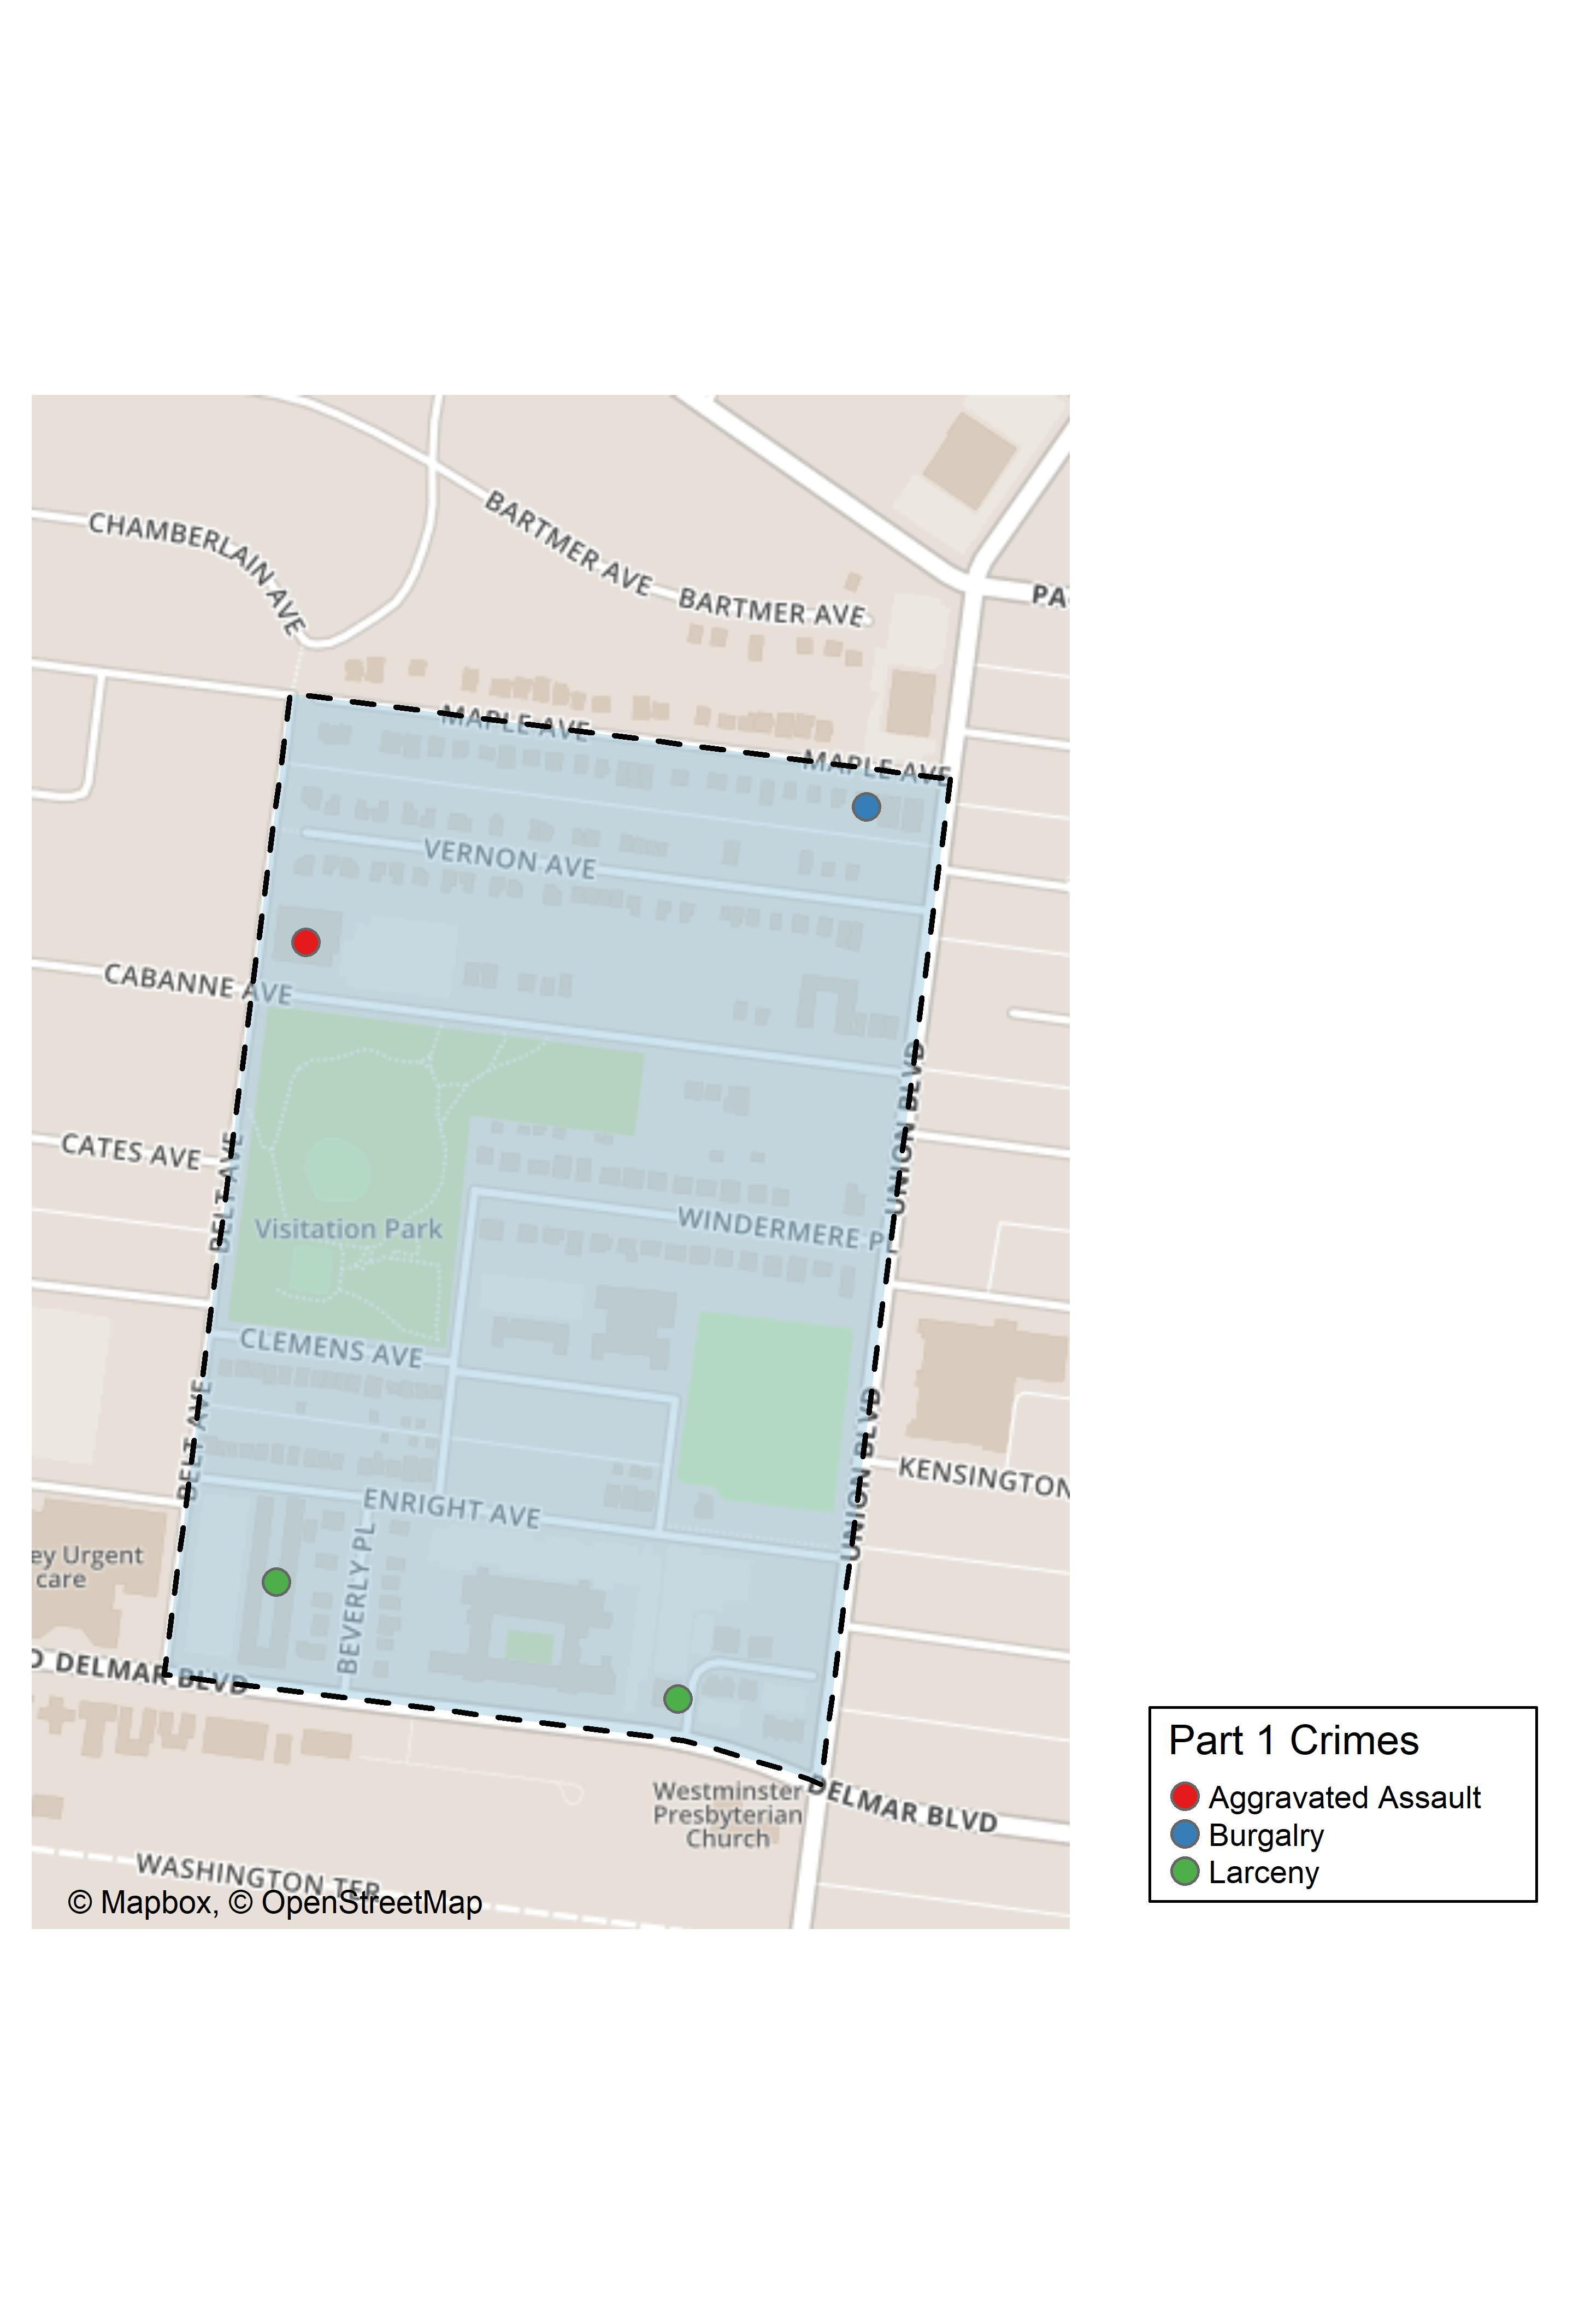 CHAMBERLAIN AVE
BARTMER AVE
BARTMER AVE
PA
MAPLE AVE
MAPLE AVE
VERNON AVE
CABANNE AVE
UNION BLVD
CATES AVE
BELT AVE
Visitation Park
WINDERMERE PL
CLEMENS AVE
BELT AVE
UNION BLVD
KENSINGTON
ENRIGHT AVE
BEVERLY PL
ey Urgent
care
O DELMAR BLVD
Westminster
Presbyterian
Church
DELMAR BLVD
WASHINGTON TER
© Mapbox, © OpenStreetMap
Part 1 Crimes
Aggravated Assault
Burgalry
Larceny